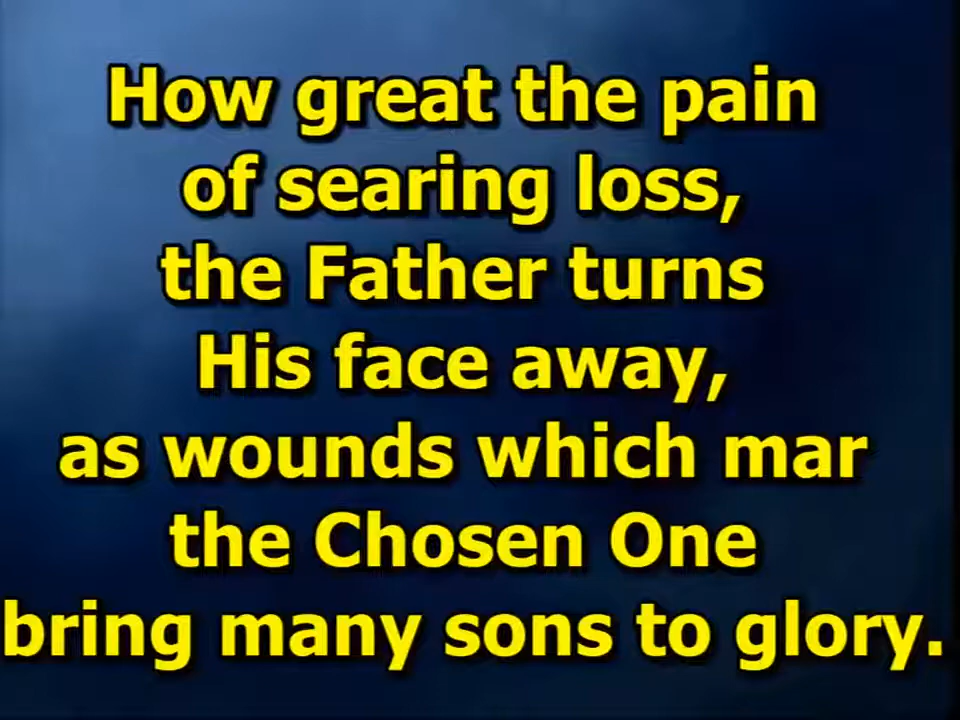 How great the pain
of searing loss,
the Father turns
His face away,
as wounds which mar
the Chosen One
bring many sons to glory.